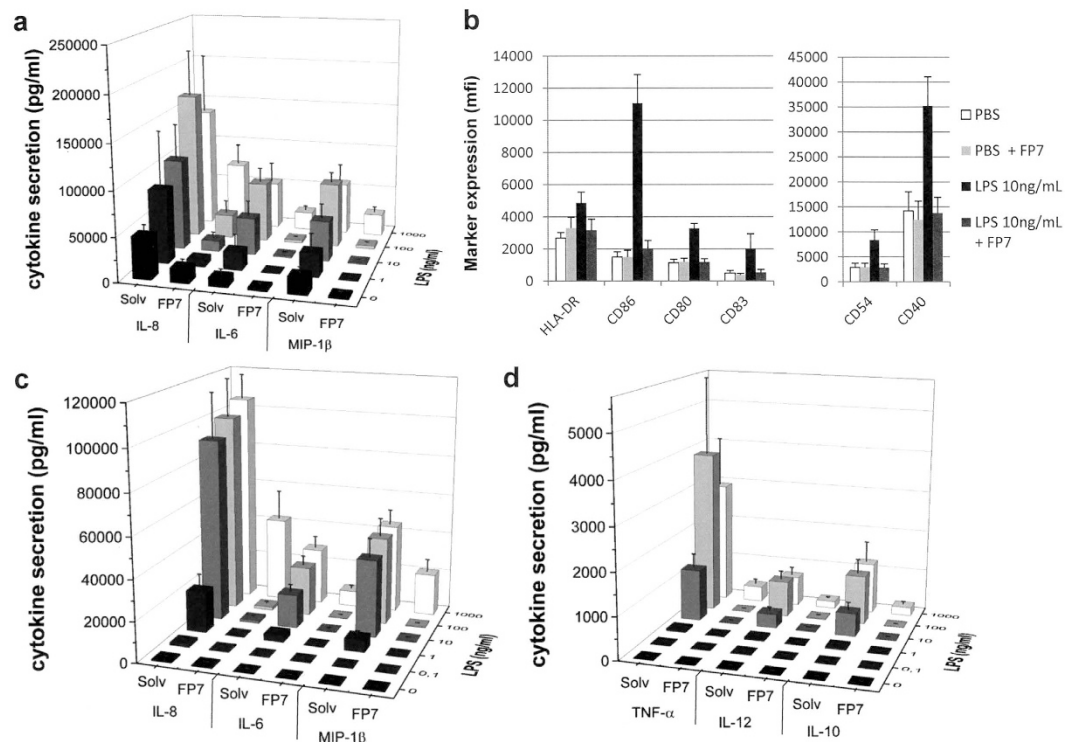 a
cytokine secretion (pg/ml)
250000
200000
150000
100000
50000
0
Solv FP7 Solv FP7 Solv FP7
IL-8 IL-6 MIP-1β
1000
100
10
1
0
LPS (ng/ml)
b
Marker expression (mfi)
14000
12000
10000
8000
6000
4000
2000
0
HLA-DR CD86 CD80 CD83
45000
40000
35000
30000
25000
20000
15000
10000
5000
0
CD54 CD40
PBS
PBS + FP7
LPS 10ng/mL
LPS 10ng/mL
+ FP7
c
cytokine secretion (pg/ml)
120000
100000
80000
60000
40000
20000
0
Solv FP7 Solv FP7 Solv FP7
IL-8 IL-6 MIP-1β
1000
100
10
1
0,1
0
LPS (ng/ml)
d
cytokine secretion (pg/ml)
5000
4000
3000
2000
1000
0
Solv FP7 Solv FP7 Solv FP7
TNF-α IL-12 IL-10
1000
100
10
1
0,1
0
LPS (ng/ml)